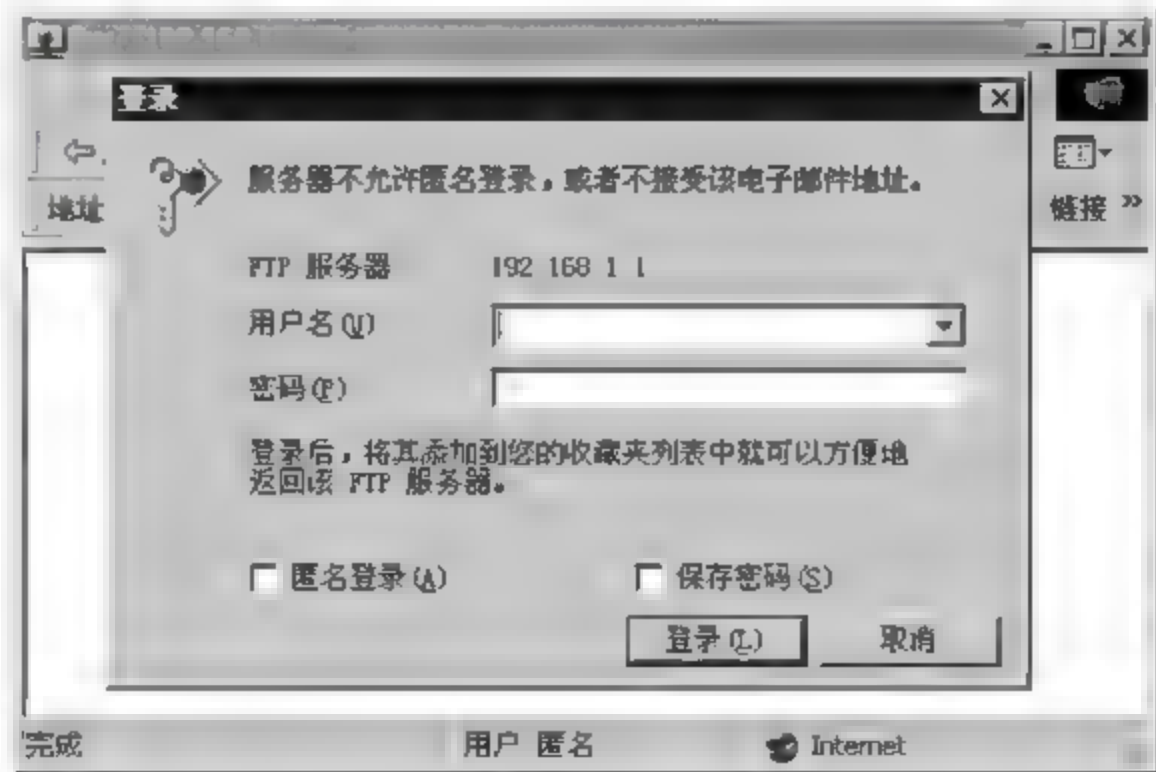 登录
服务器不允许匿名登录，或者不接受该电子邮件地址。
地址
链接 »
FTP 服务器 192 168 1 1
用户名(U)
密码(P)
登录后，将其添加到您的收藏夹列表中就可以方便地
返回该 FTP 服务器。
匿名登录(A) 保存密码(S)
登录(L) 取消
完成 用户 匿名 Internet